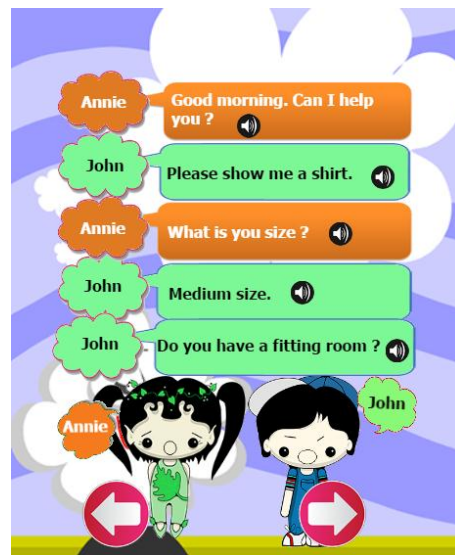 Annie
Good morning. Can I help
you ?
John
Please show me a shirt.
Annie
What is you size ?
John
Medium size.
John
Do you have a fitting room ?
Annie
John